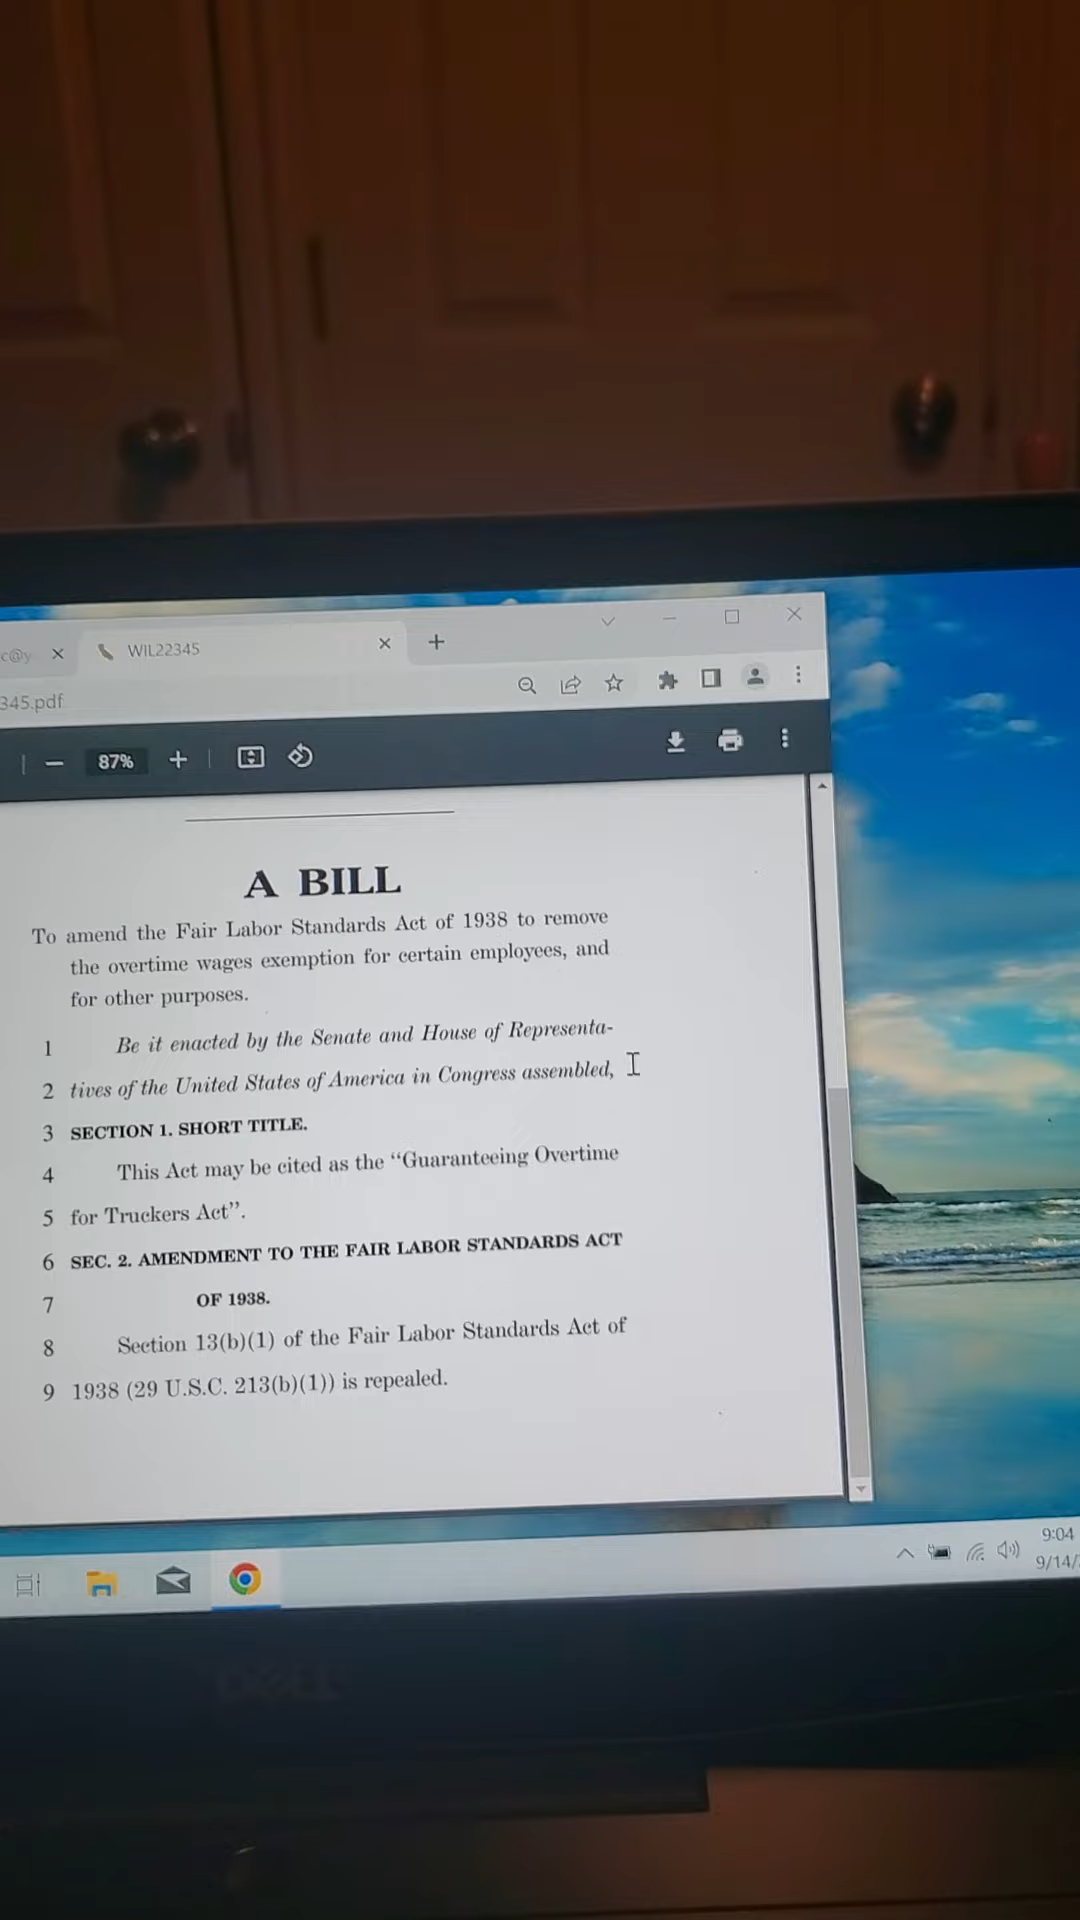 c@y
WIL22345
345.pdf
87%
A BILL
To amend the Fair Labor Standards Act of 1938 to remove
the overtime wages exemption for certain employees, and
for other purposes.
1 Be it enacted by the Senate and House of Representa-
2 tives of the United States of America in Congress assembled,
3 SECTION 1. SHORT TITLE.
4 This Act may be cited as the “Guaranteeing Overtime
5 for Truckers Act”.
6 SEC. 2. AMENDMENT TO THE FAIR LABOR STANDARDS ACT
7 OF 1938.
8 Section 13(b)(1) of the Fair Labor Standards Act of
9 1938 (29 U.S.C. 213(b)(1)) is repealed.
9:04
9/14/
DELL